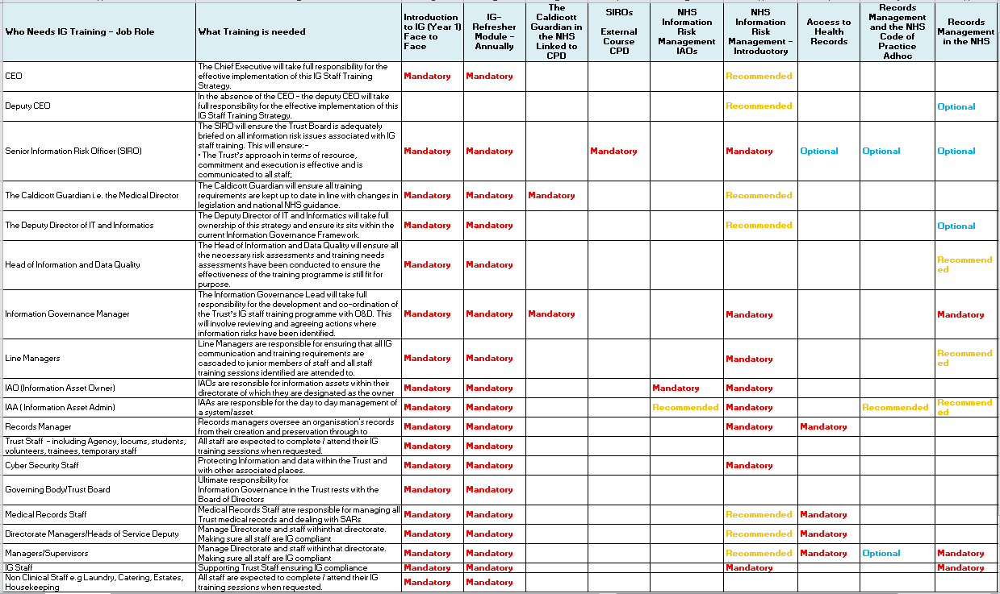 Who Needs IG Training - Job Role
What Training is needed
Introduction
to IG (Year 1)
Face to
Face
IG-
Refresher
Module -
Annually
The
Caldicott
Guardian in
the NHS
Linked to
CPD
SIROs
External
Course
CPD
NHS
Information
Risk
Management
IAOs
NHS
Information
Risk
Management -
Introductory
Access to
Health
Records
Records
Management
and the NHS
Code of
Practice
Adhoc
Records
Management
in the NHS
CEO
The Chief Executive will take full responsibility for the
effective implementation of this IG Staff Training
Strategy.
Mandatory
Mandatory
Recommended
Deputy CEO
In the absence of the CEO - the deputy CEO will take
full responsibility for the effective implementation of this
IG Staff Training Strategy.
Recommended
Optional
Senior Information Risk Officer (SIRO)
The SIRO will ensure the Trust Board is adequately
briefed on all information risk issues associated with IG
staff training. This will ensure:-
• The Trust's approach in terms of resource,
commitment and execution is effective and is
communicated to all staff;
Mandatory
Mandatory
Mandatory
Mandatory
Optional
Optional
Optional
The Caldicott Guardian i.e. the Medical Director
The Caldicott Guardian will ensure all training
requirements are kept up to date in line with changes in
legislation and national NHS guidance.
Mandatory
Mandatory
Mandatory
Recommended
The Deputy Director of IT and Informatics
The Deputy Director of IT and Informatics will take full
ownership of this strategy and ensure its sits within the
current Information Governance Framework.
Mandatory
Mandatory
Recommended
Optional
Head of Information and Data Quality
The Head of Information and Data Quality will ensure all
the necessary risk assessments and training needs
assessments have been conducted to ensure the
effectiveness of the training programme is still fit for
purpose.
Mandatory
Mandatory
Recommend
ed
Information Governance Manager
The Information Governance Lead will take full
responsibility for the development and co-ordination of
the Trust's IG staff training programme with O&D. This
will involve reviewing and agreeing actions where
information risks have been identified.
Mandatory
Mandatory
Mandatory
Mandatory
Mandatory
Line Managers
Line Managers are responsible for ensuring that all IG
communication and training requirements are
cascaded to junior members of staff and all staff
training sessions identified are attended to.
Mandatory
Mandatory
Mandatory
Recommend
ed
IAO (Information Asset Owner)
IAOs are resonsible for information assets within their
directorate of which they are designated as the owner
Mandatory
Mandatory
Mandatory
Mandatory
IAA ( Information Asset Admin)
IAAs are responsible for the day to day management of
a system/asset
Mandatory
Mandatory
Recommended
Mandatory
Recommended
Recommend
ed
Records Manager
Records managers oversee an organisation's records
from their creation and preservation through to
Mandatory
Mandatory
Mandatory
Mandatory
Trust Staff - including Agency, locums, students,
volunteers, trainees, temporary staff
All staff are expected to complete / attend their IG
training sessions when requested.
Mandatory
Mandatory
Cyber Security Staff
Protecting Information and data within the Trust and
with other associated places.
Mandatory
Mandatory
Mandatory
Governing Body/Trust Board
Ultimate responsibility for
Information Governance in the Trust rests with the
Board of Directors
Mandatory
Mandatory
Medical Records Staff
Medical Records Staff atre responsible for managing all
Trust medical records and dealing with SARs
Mandatory
Mandatory
Recommended
Mandatory
Directorate Managers/Heads of Service Deputy
Manage Directorate and staff withinthat directorate.
Making sure all staff are IG compliant
Mandatory
Mandatory
Recommended
Mandatory
Managers/Supervisors
Manage Directorate and staff withinthat directorate.
Making sure all staff are IG compliant
Mandatory
Mandatory
Recommended
Mandatory
Optional
Mandatory
IG Staff
Supporting Trust Staff ensuring IG compliance
Mandatory
Mandatory
Mandatory
Mandatory
Non Clinical Staff e.g Laundry, Catering, Estates,
Housekeeping
All staff are expected to complete / attend their IG
training sessions when requested.
Mandatory
Mandatory